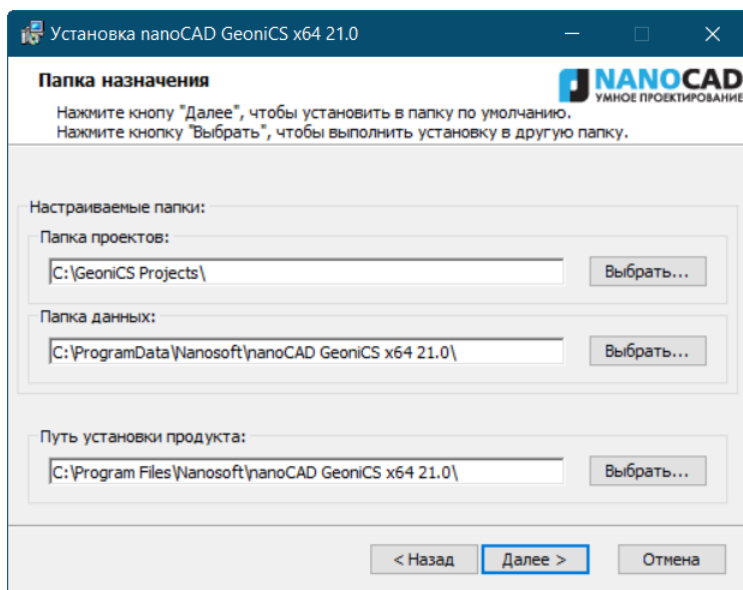 Установка nanoCAD GeoniCS x64 21.0
Папка назначения
NANOCAD
УМНОЕ ПРОЕКТИРОВАНИЕ
Нажмите кнопу "Далее", чтобы установить в папку по умолчанию.
Нажмите кнопку "Выбрать", чтобы выполнить установку в другую папку.
Настраиваемые папки:
Папка проектов:
C:\GeoniCS Projects\
Выбрать...
Папка данных:
C:\ProgramData\Nanosoft\nanoCAD GeoniCS x64 21.0\
Выбрать...
Путь установки продукта:
C:\Program Files\Nanosoft\nanoCAD GeoniCS x64 21.0\
Выбрать...
< Назад
Далее >
Отмена